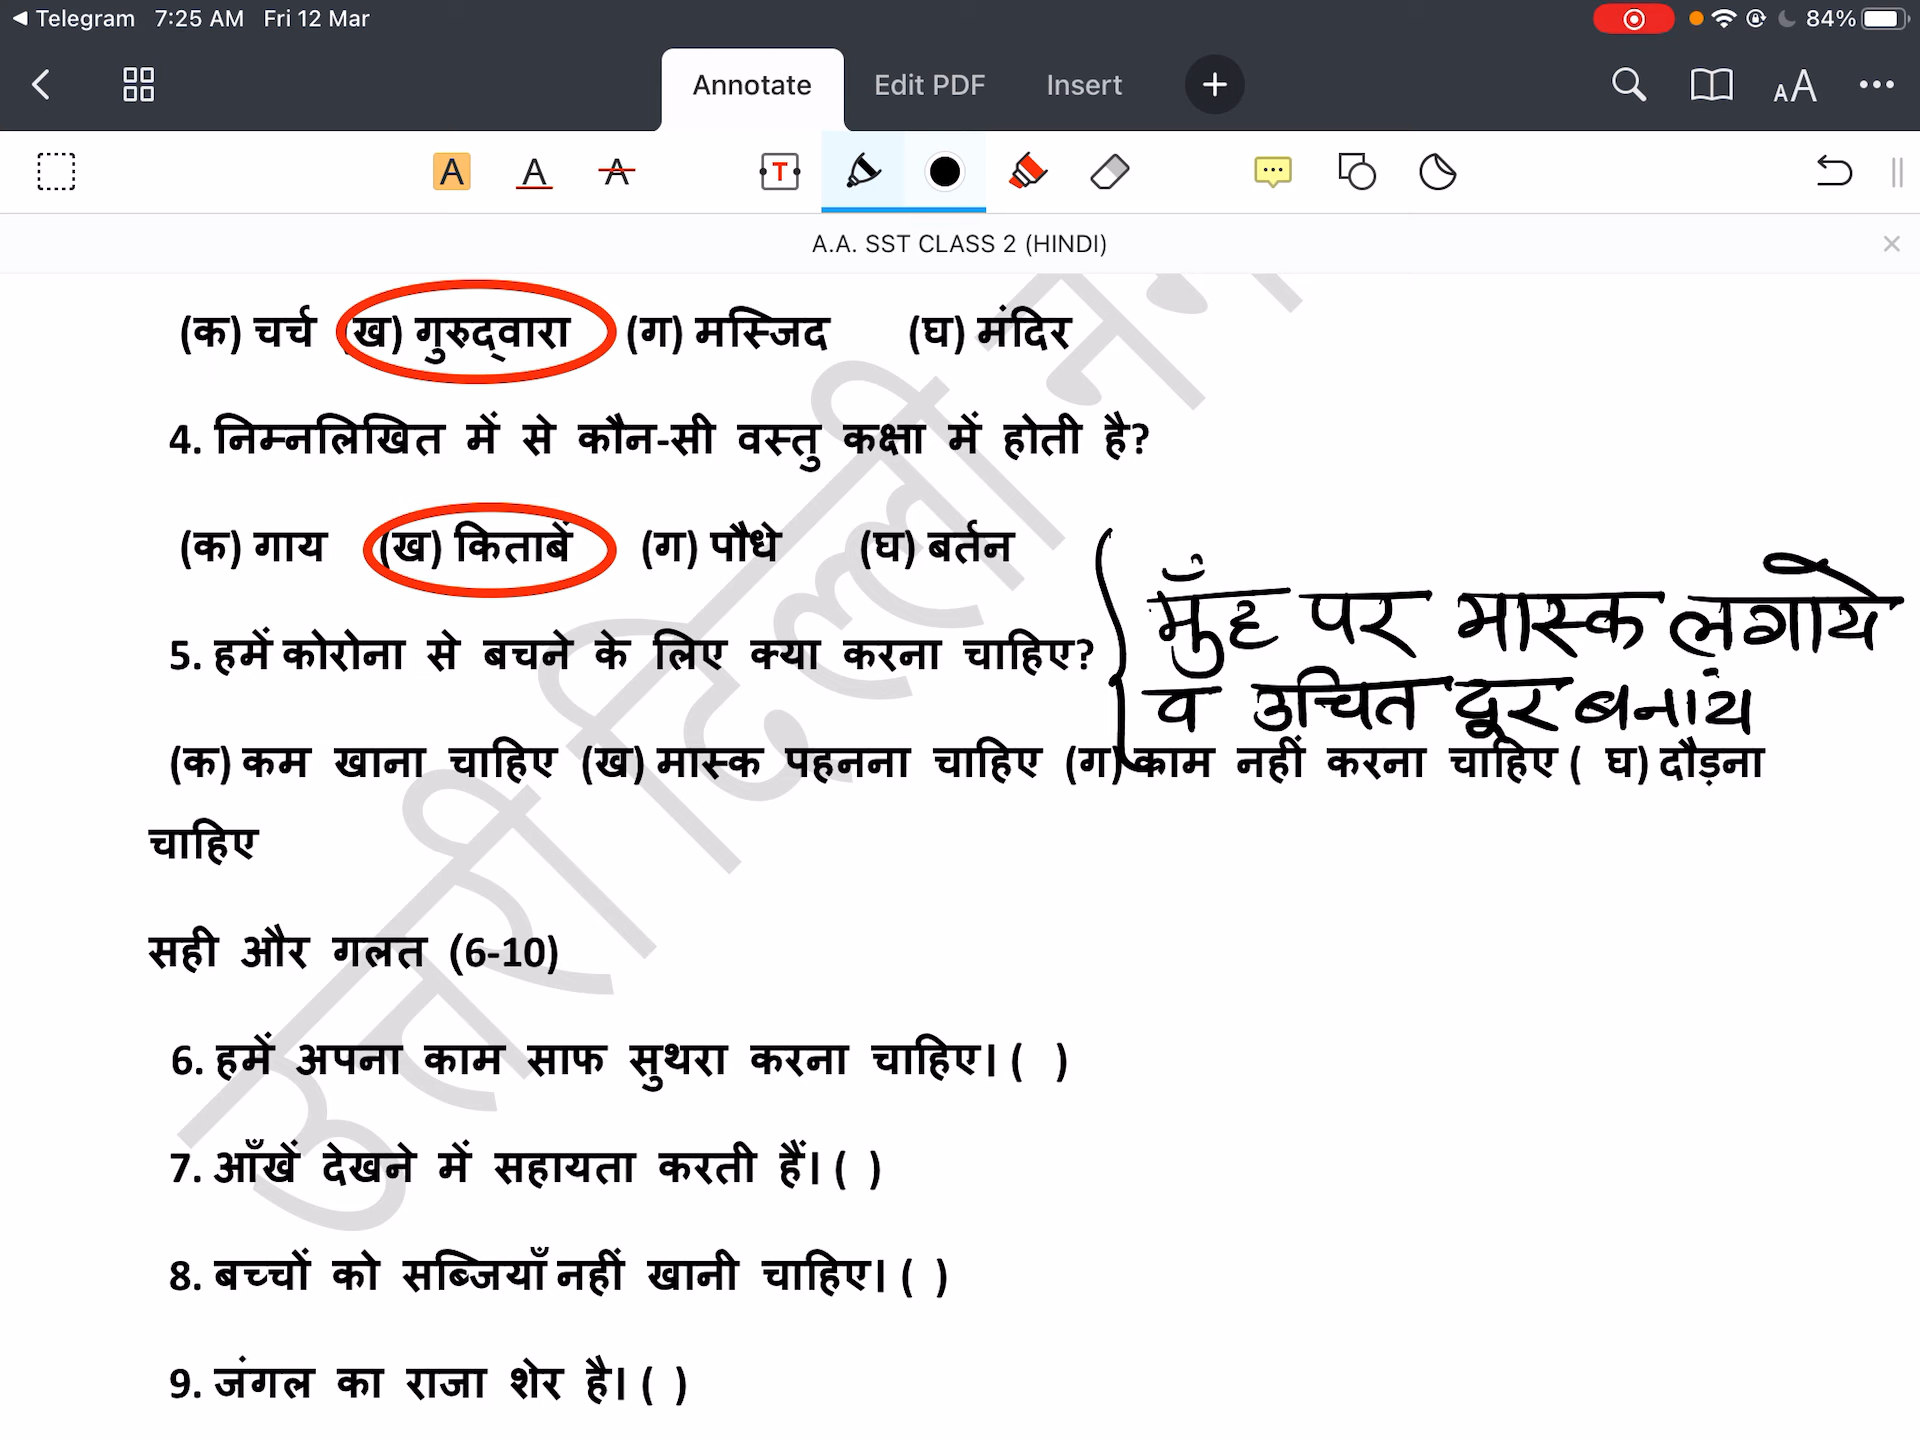 Telegram 7:25 AM Fri 12 Mar 84%
Annotate Edit PDF Insert
A.A. SST CLASS 2 (HINDI)
(क) चर्च (ख) गुरुद्वारा (ग) मस्जिद (घ) मंदिर
4. निम्नलिखित में से कौन-सी वस्तु कक्षा में होती है?
(क) गाय (ख) किताबें (ग) पौधे (घ) बर्तन
मुँह पर मास्क लगाये
5. हमें कोरोना से बचने के लिए क्या करना चाहिए?
व उचित दूर बनायं
(क) कम खाना चाहिए (ख) मास्क पहनना चाहिए (ग) काम नहीं करना चाहिए ( घ) दौड़ना
चाहिए
सही और गलत (6-10)
6. हमें अपना काम साफ सुथरा करना चाहिए। ( )
7. आँखें देखने में सहायता करती हैं। ( )
8. बच्चों को सब्जियाँ नहीं खानी चाहिए। ( )
9. जंगल का राजा शेर है। ( )
उत्तरी दिल्ली